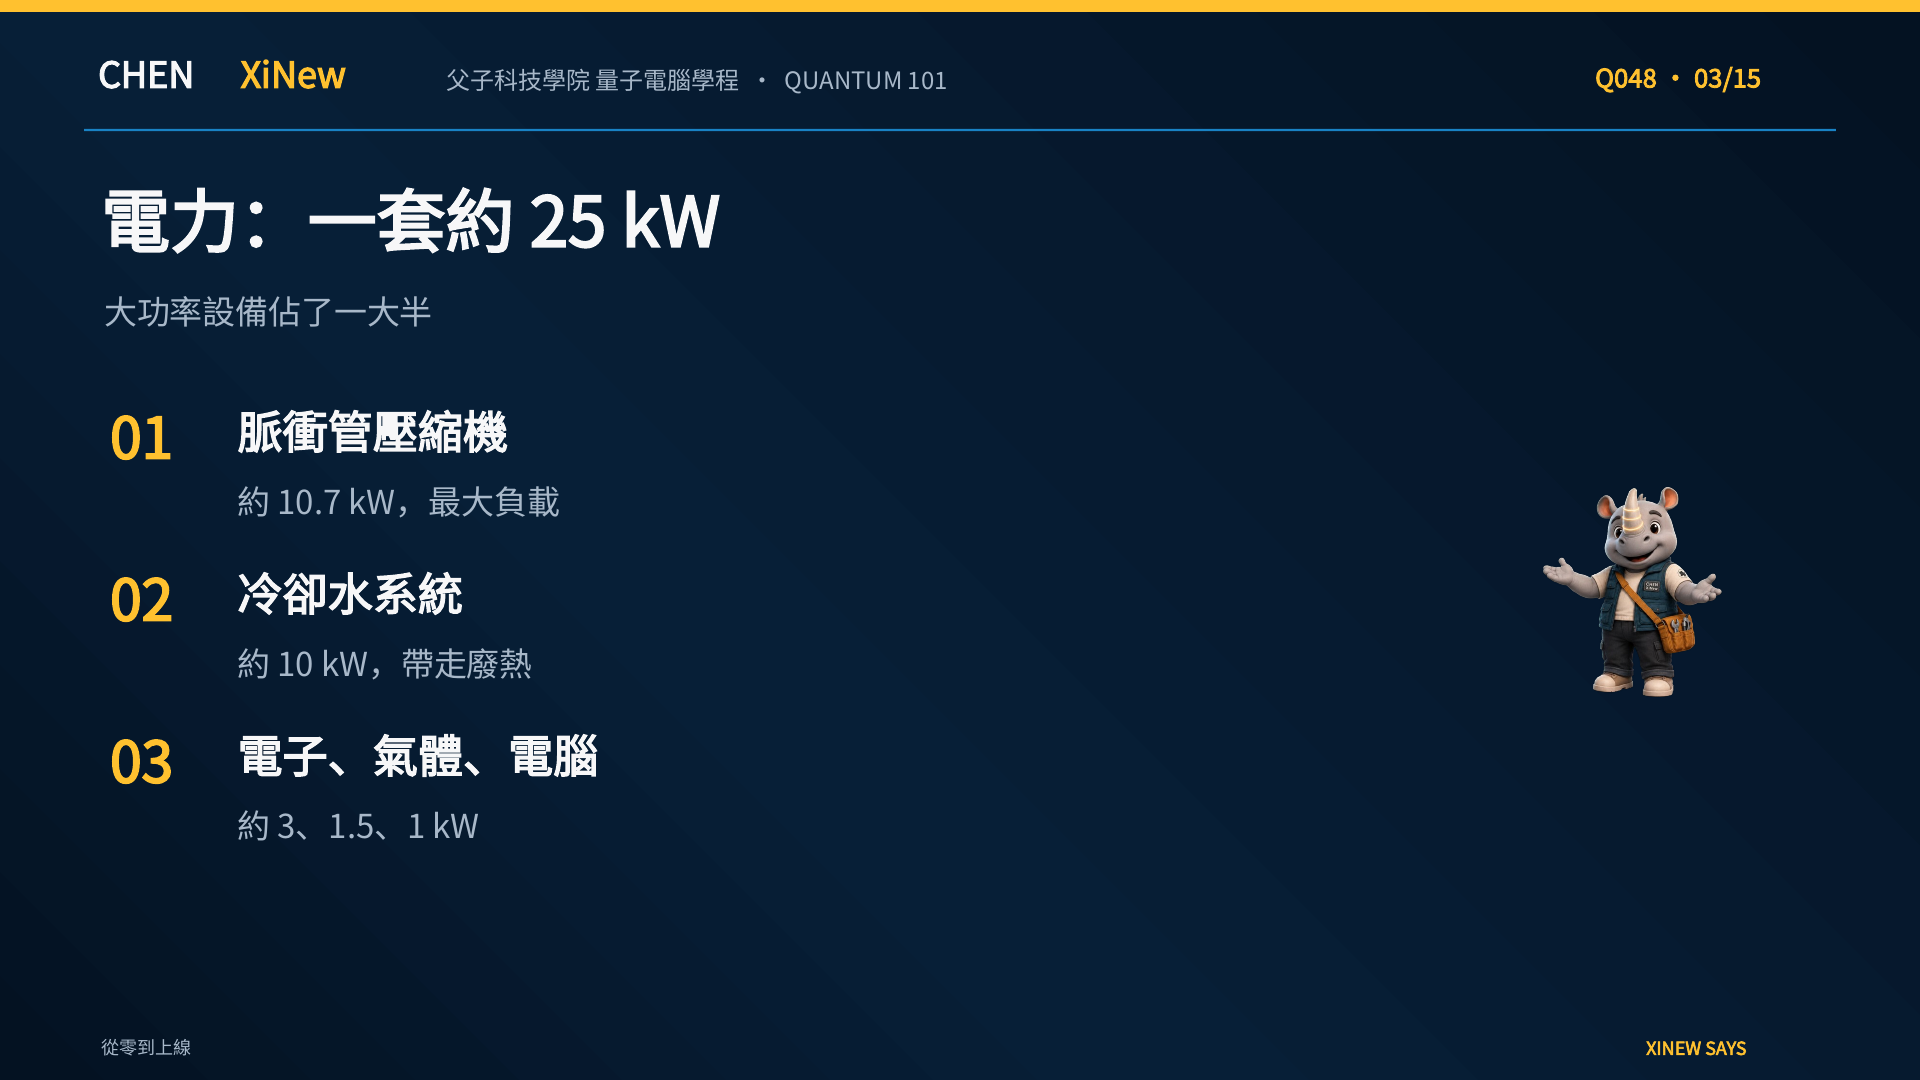 CHEN XiNew 父子科技學院 量子電腦學程 · QUANTUM 101 Q048 · 03/15
電力：一套約 25 kW
大功率設備佔了一大半
01 脈衝管壓縮機
約 10.7 kW，最大負載
02 冷卻水系統
約 10 kW，帶走廢熱
03 電子、氣體、電腦
約 3、1.5、1 kW
從零到上線 XINEW SAYS